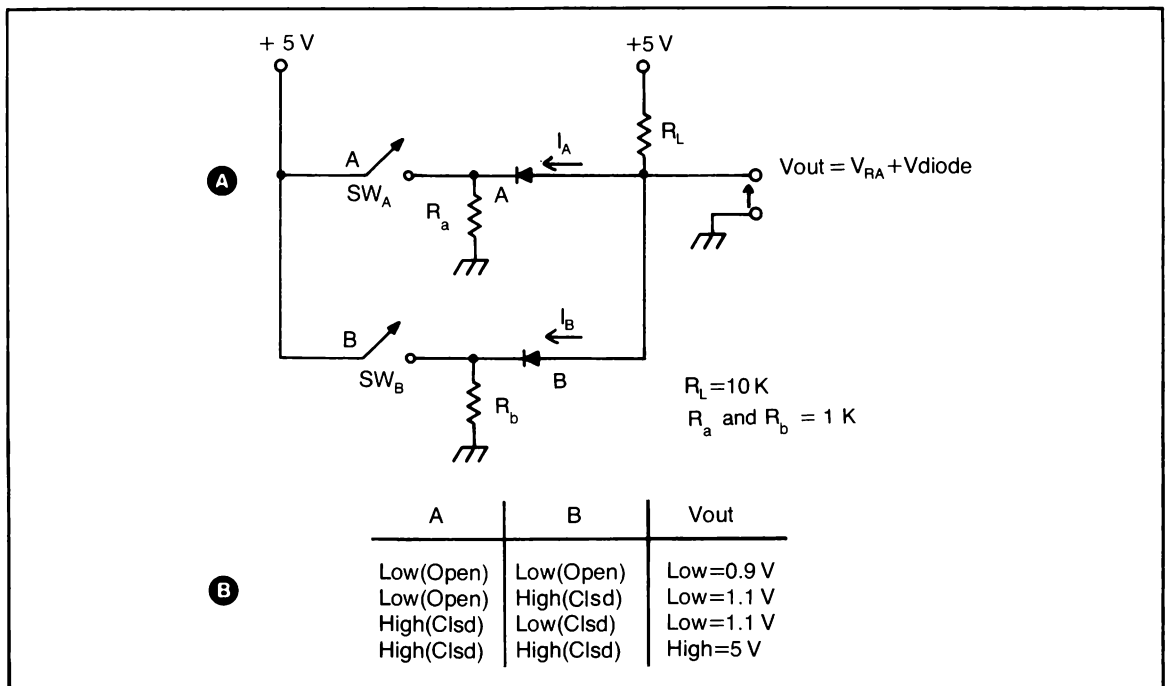 + 5 V
+5 V
R_L
I_A
A
Vout = V_RA+Vdiode
A
SW_A
A
R_a
I_B
B
SW_B
B
R_b
R_L=10 K
R_a and R_b = 1 K
A B Vout
B
Low(Open) Low(Open) Low=0.9 V
Low(Open) High(Clsd) Low=1.1 V
High(Clsd) Low(Clsd) Low=1.1 V
High(Clsd) High(Clsd) High=5 V